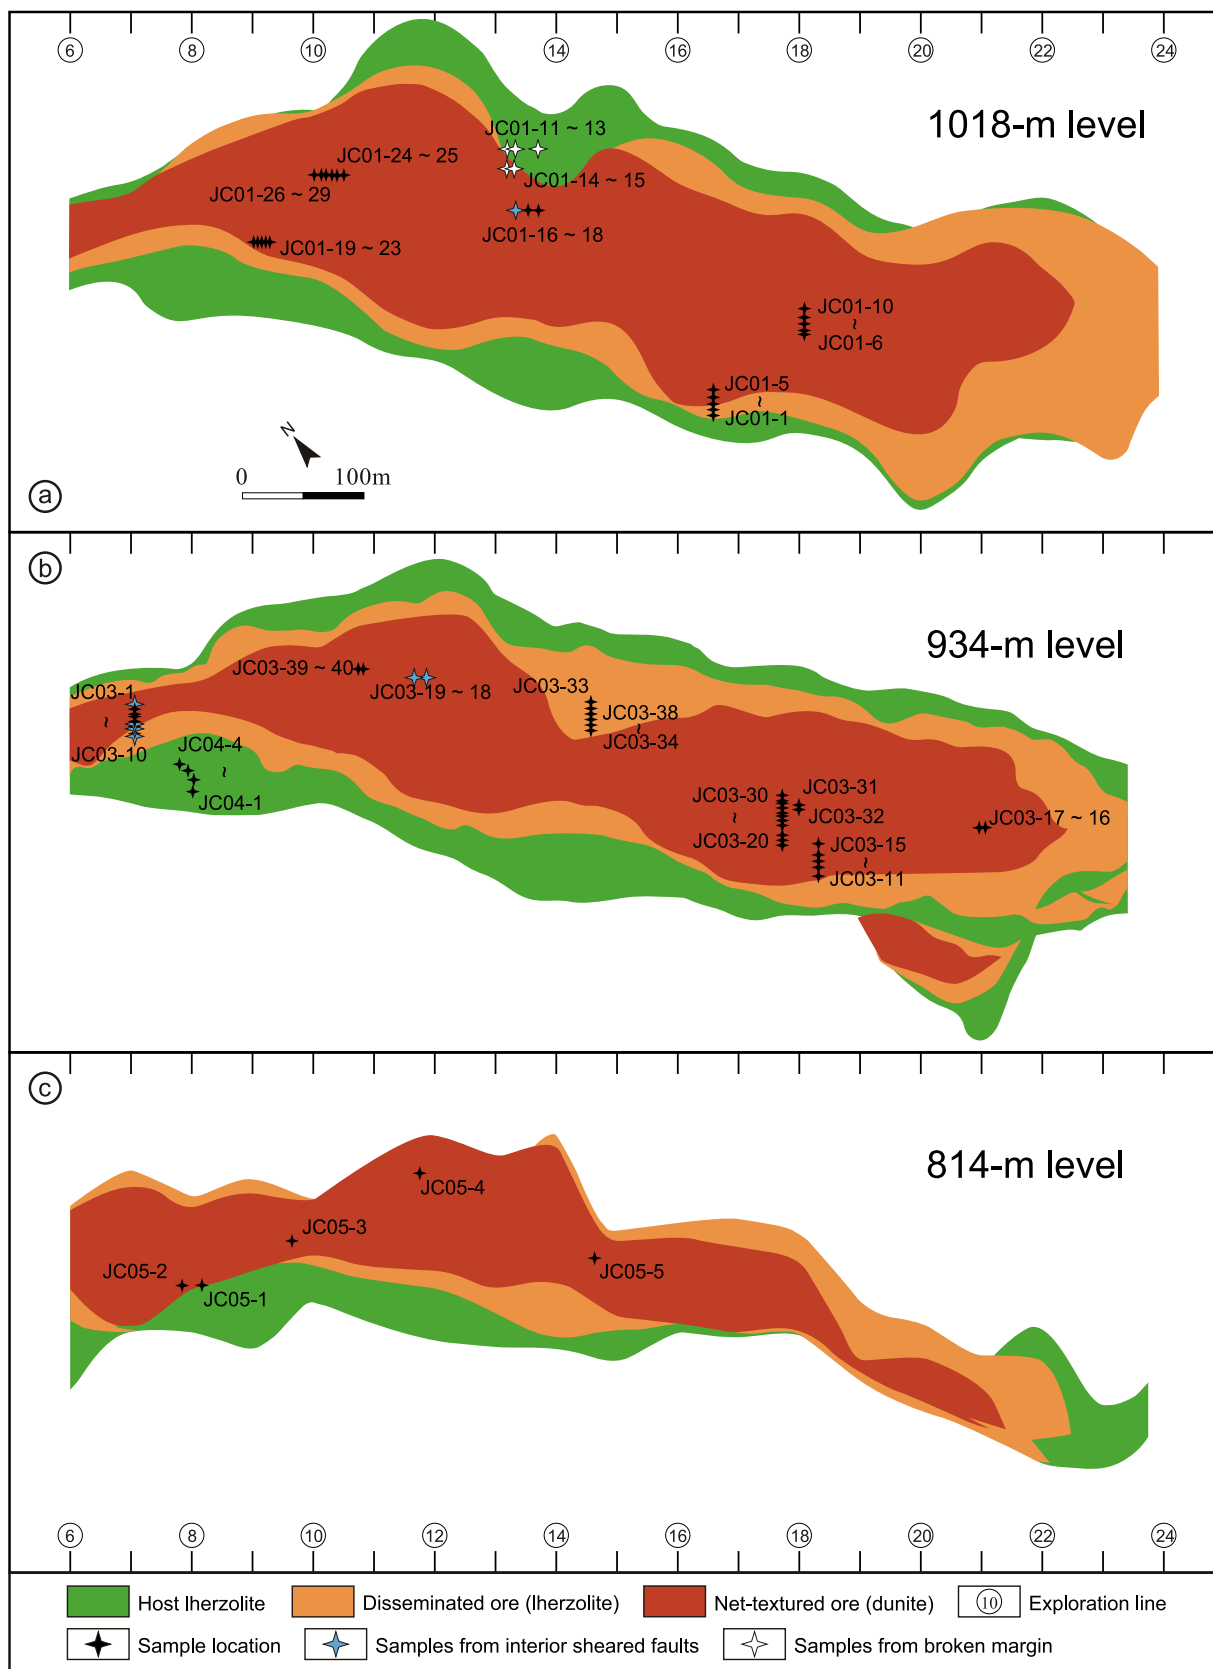 6 8 10 14 16 18 20 22 24
1018-m level
JC01-11 ~ 13
JC01-24 ~ 25
JC01-14 ~ 15
JC01-26 ~ 29
JC01-16 ~ 18
JC01-19 ~ 23
JC01-10
~
JC01-6
JC01-5
~
JC01-1
N
0 100m
a
b
934-m level
JC03-39 ~ 40
JC03-19 ~ 18
JC03-33
JC03-1
~
JC03-10
JC03-38
~
JC03-34
JC04-4
~
JC04-1
JC03-30
~
JC03-20
JC03-31
JC03-32
JC03-17 ~ 16
JC03-15
~
JC03-11
c
814-m level
JC05-4
JC05-3
JC05-2
JC05-1
JC05-5
6 8 10 12 14 16 18 20 22 24
Host lherzolite
Disseminated ore (lherzolite)
Net-textured ore (dunite)
10 Exploration line
Sample location
Samples from interior sheared faults
Samples from broken margin